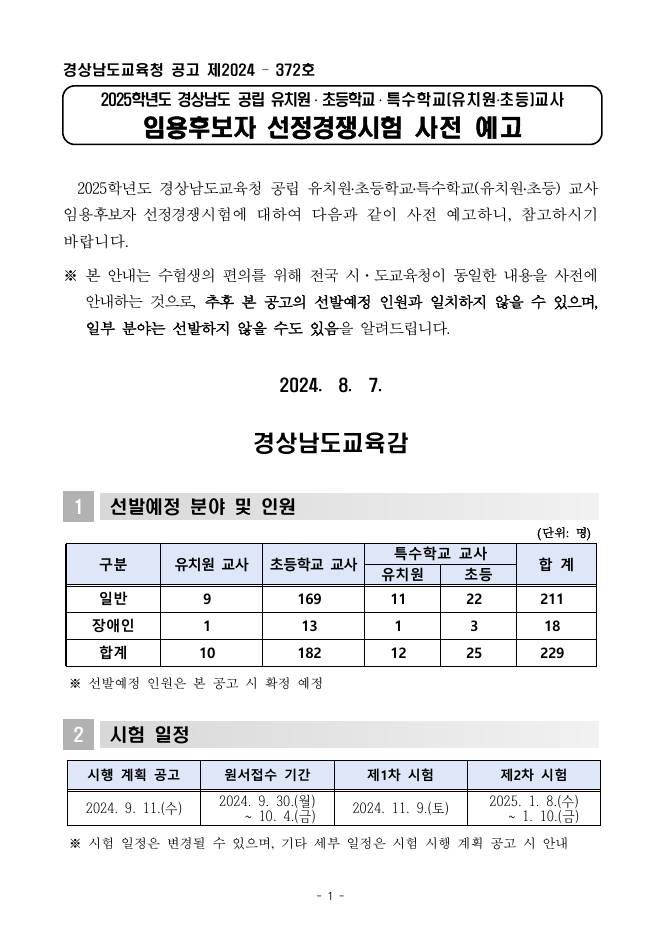 경상남도교육청 공고 제2024 - 372호
2025학년도 경상남도 공립 유치원·초등학교·특수학교(유치원·초등)교사
임용후보자 선정경쟁시험 사전 예고
2025학년도 경상남도교육청 공립 유치원·초등학교·특수학교(유치원·초등) 교사
임용후보자 선정경쟁시험에 대하여 다음과 같이 사전 예고하니, 참고하시기
바랍니다.
※ 본 안내는 수험생의 편의를 위해 전국 시·도교육청이 동일한 내용을 사전에
안내하는 것으로, 추후 본 공고의 선발예정 인원과 일치하지 않을 수 있으며,
일부 분야는 선발하지 않을 수도 있음을 알려드립니다.
2024. 8. 7.
경상남도교육감
1 선발예정 분야 및 인원
(단위: 명)
구분 유치원 교사 초등학교 교사 특수학교 교사 합 계
유치원 초등
일반 9 169 11 22 211
장애인 1 13 1 3 18
합계 10 182 12 25 229
※ 선발예정 인원은 본 공고 시 확정 예정
2 시험 일정
시행 계획 공고 원서접수 기간 제1차 시험 제2차 시험
2024. 9. 11.(수) 2024. 9. 30.(월) 2024. 11. 9.(토) 2025. 1. 8.(수)
~ 10. 4.(금) ~ 1. 10.(금)
※ 시험 일정은 변경될 수 있으며, 기타 세부 일정은 시험 시행 계획 공고 시 안내
- 1 -